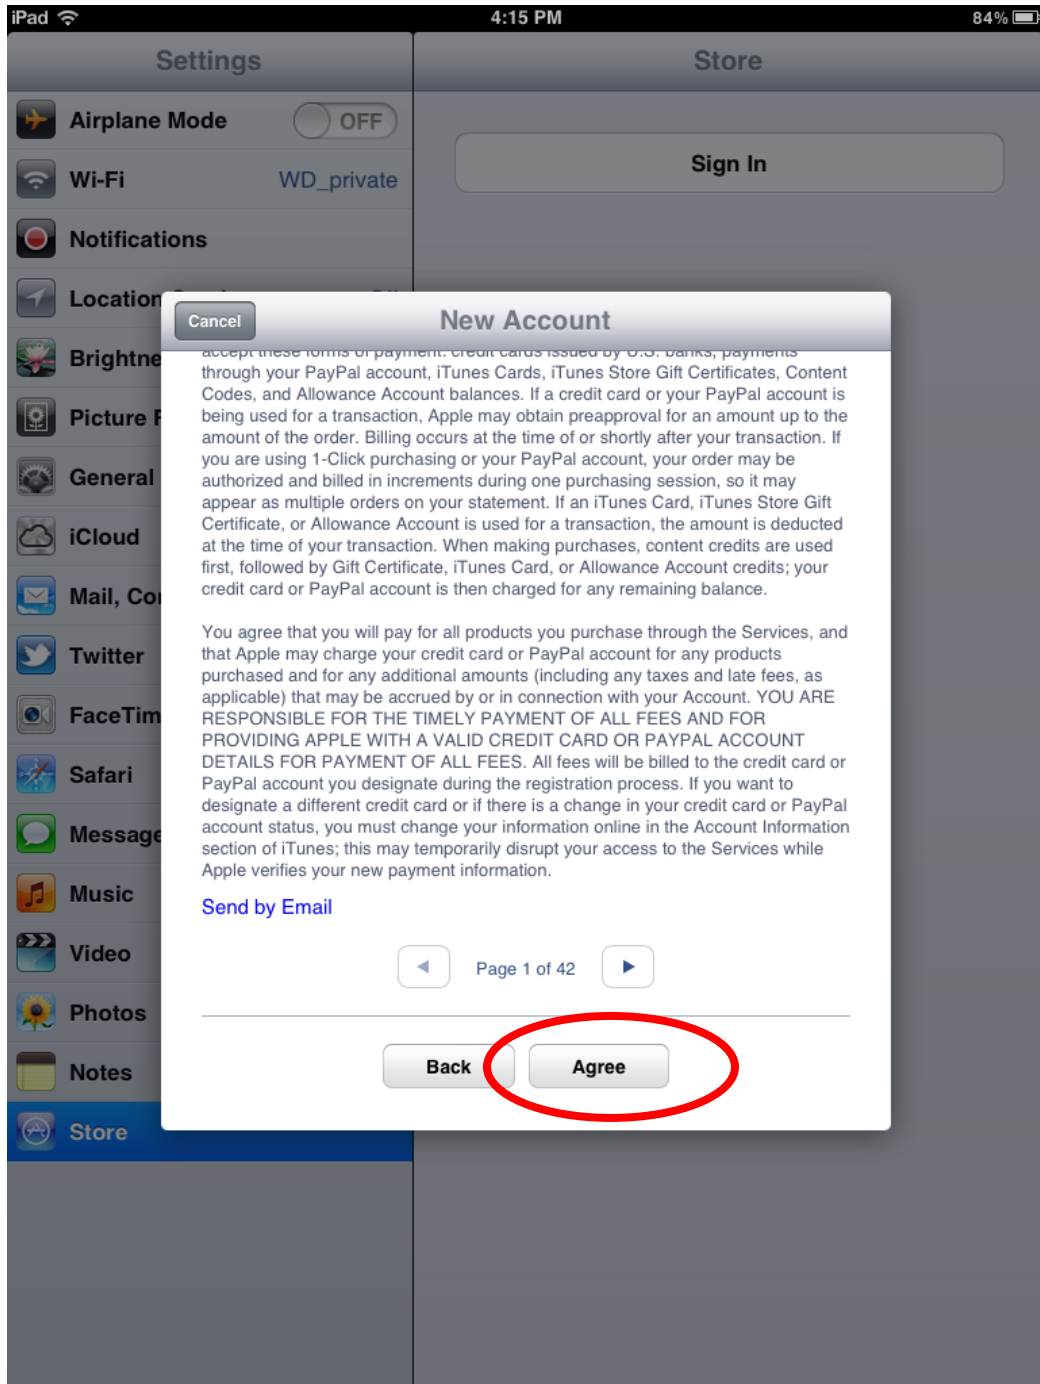 iPad 4:15 PM 84%
Settings
Store
Airplane Mode OFF
Sign In
Wi-Fi WD_private
Notifications
Location
Cancel
New Account
Brightne
Picture F
General
iCloud
Mail, Co
Twitter
FaceTim
Safari
Message
Music
Video
Photos
Notes
Store
accept these forms of payment: credit cards issued by U.S. banks, payments
through your PayPal account, iTunes Cards, iTunes Store Gift Certificates, Content
Codes, and Allowance Account balances. If a credit card or your PayPal account is
being used for a transaction, Apple may obtain preapproval for an amount up to the
amount of the order. Billing occurs at the time of or shortly after your transaction. If
you are using 1-Click purchasing or your PayPal account, your order may be
authorized and billed in increments during one purchasing session, so it may
appear as multiple orders on your statement. If an iTunes Card, iTunes Store Gift
Certificate, or Allowance Account is used for a transaction, the amount is deducted
at the time of your transaction. When making purchases, content credits are used
first, followed by Gift Certificate, iTunes Card, or Allowance Account credits; your
credit card or PayPal account is then charged for any remaining balance.
You agree that you will pay for all products you purchase through the Services, and
that Apple may charge your credit card or PayPal account for any products
purchased and for any additional amounts (including any taxes and late fees, as
applicable) that may be accrued by or in connection with your Account. YOU ARE
RESPONSIBLE FOR THE TIMELY PAYMENT OF ALL FEES AND FOR
PROVIDING APPLE WITH A VALID CREDIT CARD OR PAYPAL ACCOUNT
DETAILS FOR PAYMENT OF ALL FEES. All fees will be billed to the credit card or
PayPal account you designate during the registration process. If you want to
designate a different credit card or if there is a change in your credit card or PayPal
account status, you must change your information online in the Account Information
section of iTunes; this may temporarily disrupt your access to the Services while
Apple verifies your new payment information.
Send by Email
Page 1 of 42
Back
Agree